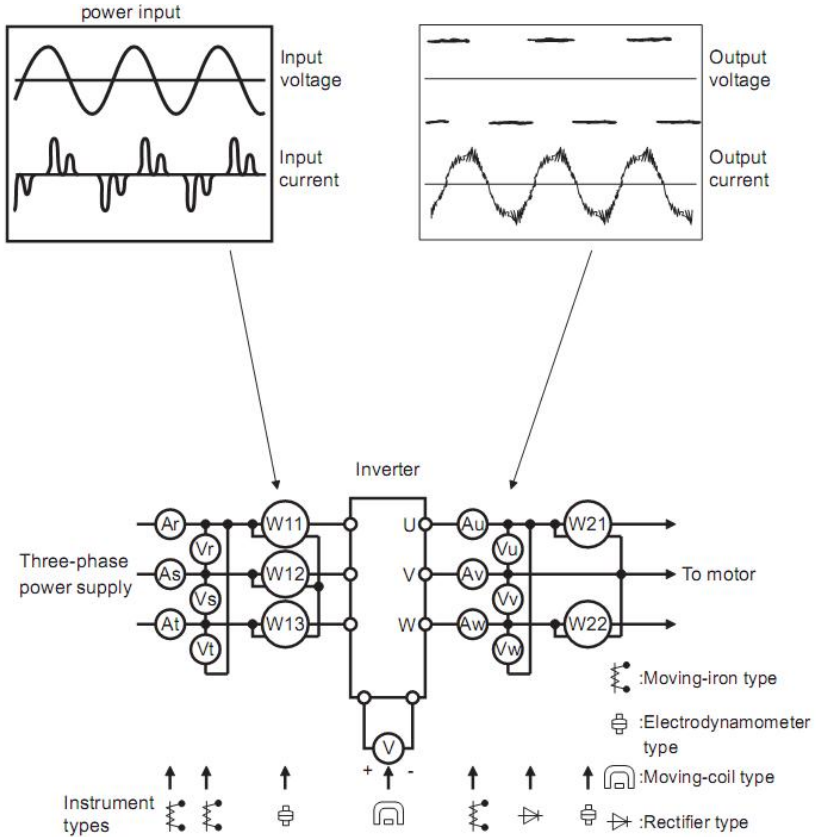 power input
Input
voltage
Input
current
Output
voltage
Output
current
Inverter
Ar
Vr
W11
U
Au
Vu
W21
Three-phase
power supply
As
Vs
W12
V
Av
Vv
To motor
At
Vt
W13
W
Aw
Vw
W22
V
+ -
Instrument
types
:Moving-iron type
:Electrodynamometer
type
:Moving-coil type
:Rectifier type